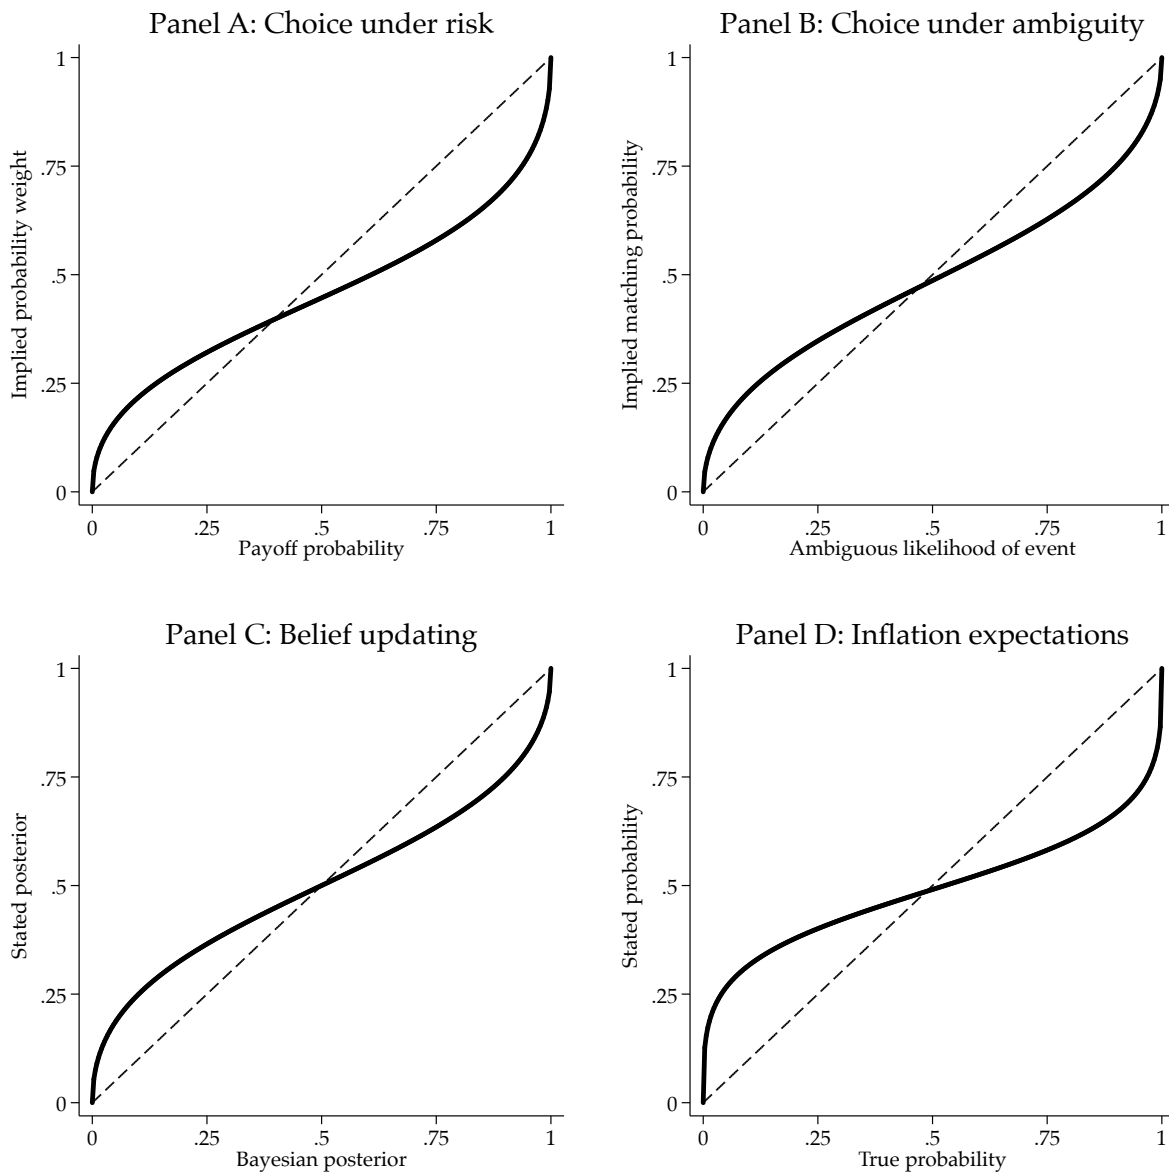 Panel A: Choice under risk
Implied probability weight
1
.75
.5
.25
0
0 .25 .5 .75 1
Payoff probability
Panel B: Choice under ambiguity
Implied matching probability
1
.75
.5
.25
0
0 .25 .5 .75 1
Ambiguous likelihood of event
Panel C: Belief updating
Stated posterior
1
.75
.5
.25
0
0 .25 .5 .75 1
Bayesian posterior
Panel D: Inflation expectations
Stated probability
1
.75
.5
.25
0
0 .25 .5 .75 1
True probability